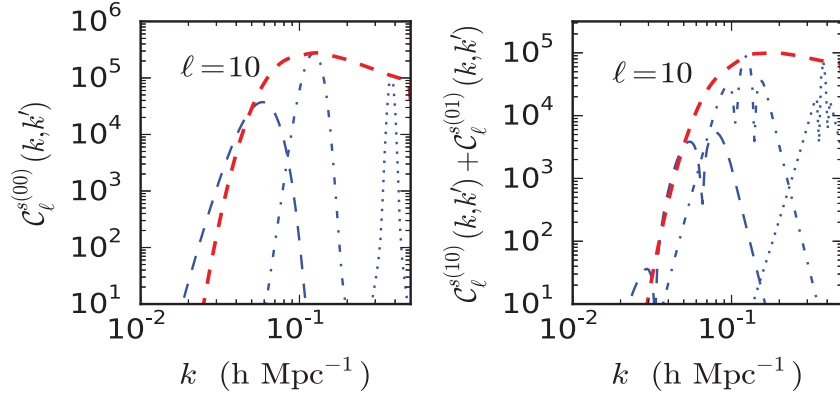 10^6
10^5
10^4
10^3
10^2
10^1
10^{-2}
10^{-1}
ℓ=10
C_ℓ^{s(00)}(k,k′)
k (h Mpc^{-1})
10^5
10^4
10^3
10^2
10^1
10^{-2}
10^{-1}
ℓ=10
C_ℓ^{s(10)}(k,k′)+C_ℓ^{s(01)}(k,k′)
k (h Mpc^{-1})